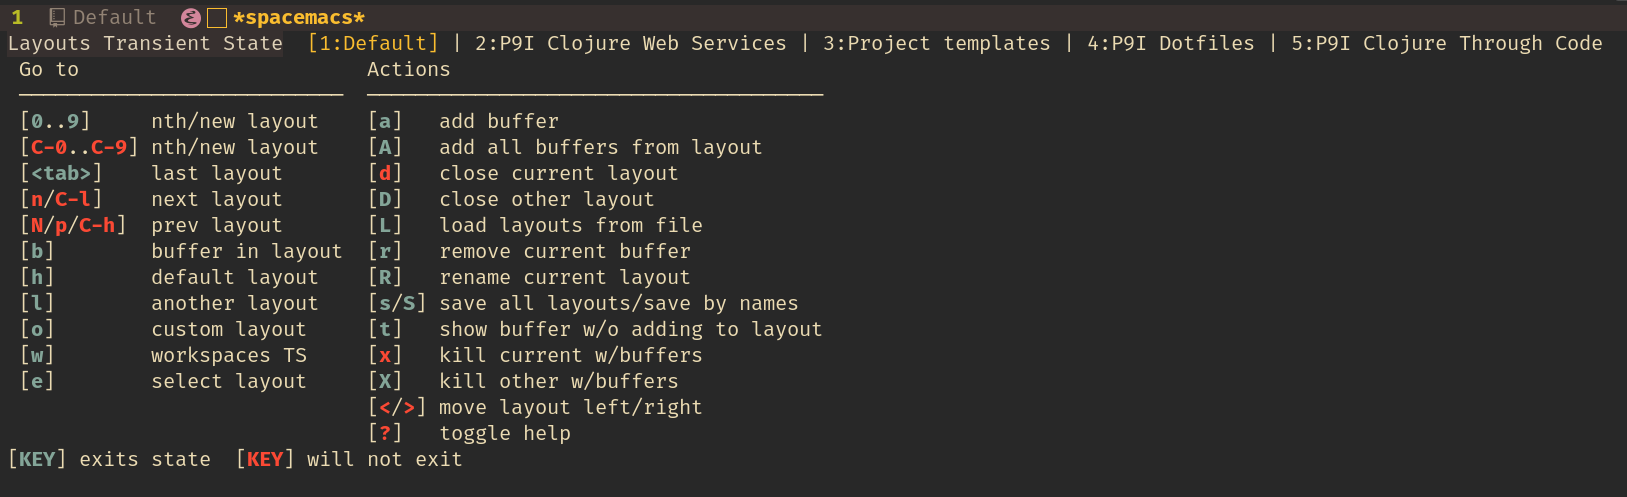 1 Default *spacemacs*
Layouts Transient State [1:Default] | 2:P9I Clojure Web Services | 3:Project templates | 4:P9I Dotfiles | 5:P9I Clojure Through Code
Go to Actions
[0..9] nth/new layout [a] add buffer
[C-0..C-9] nth/new layout [A] add all buffers from layout
[<tab>] last layout [d] close current layout
[n/C-l] next layout [D] close other layout
[N/p/C-h] prev layout [L] load layouts from file
[b] buffer in layout [r] remove current buffer
[h] default layout [R] rename current layout
[l] another layout [s/S] save all layouts/save by names
[o] custom layout [t] show buffer w/o adding to layout
[w] workspaces TS [x] kill current w/buffers
[e] select layout [X] kill other w/buffers
[</>] move layout left/right
[?] toggle help
[KEY] exits state [KEY] will not exit